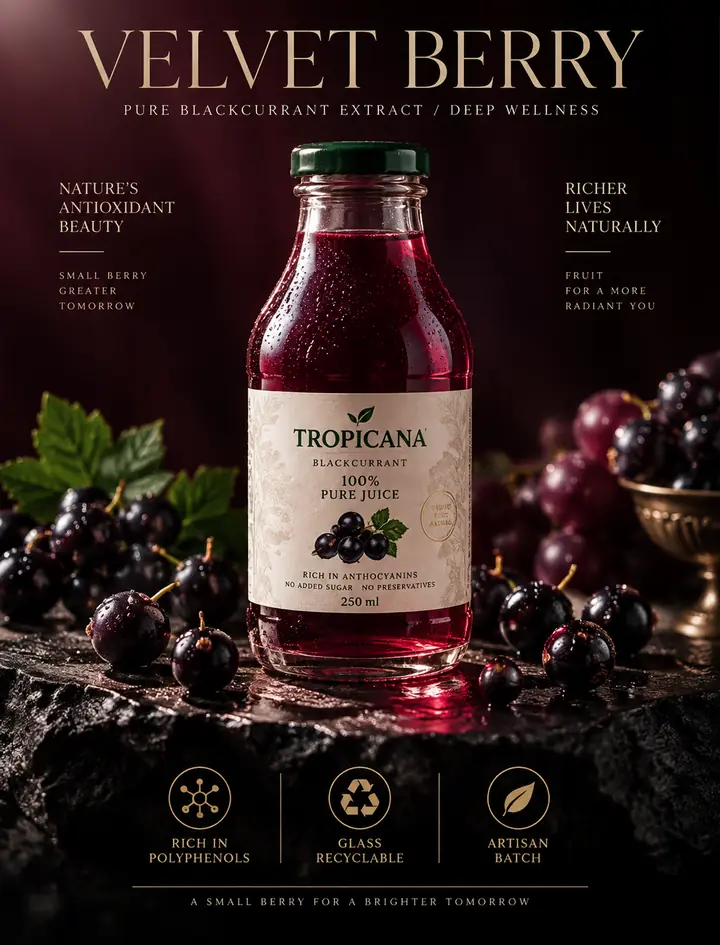 VELVET BERRY
PURE BLACKCURRANT EXTRACT / DEEP WELLNESS
NATURE'S
ANTIOXIDANT
BEAUTY
SMALL BERRY
GREATER
TOMORROW
RICHER
LIVES
NATURALLY
FRUIT
FOR A MORE
RADIANT YOU
TROPICANA
BLACKCURRANT
100%
PURE JUICE
RICH IN ANTHOCYANINS
NO ADDED SUGAR NO PRESERVATIVES
250 ml
RICH IN
POLYPHENOLS
GLASS
RECYCLABLE
ARTISAN
BATCH
A SMALL BERRY FOR A BRIGHTER TOMORROW